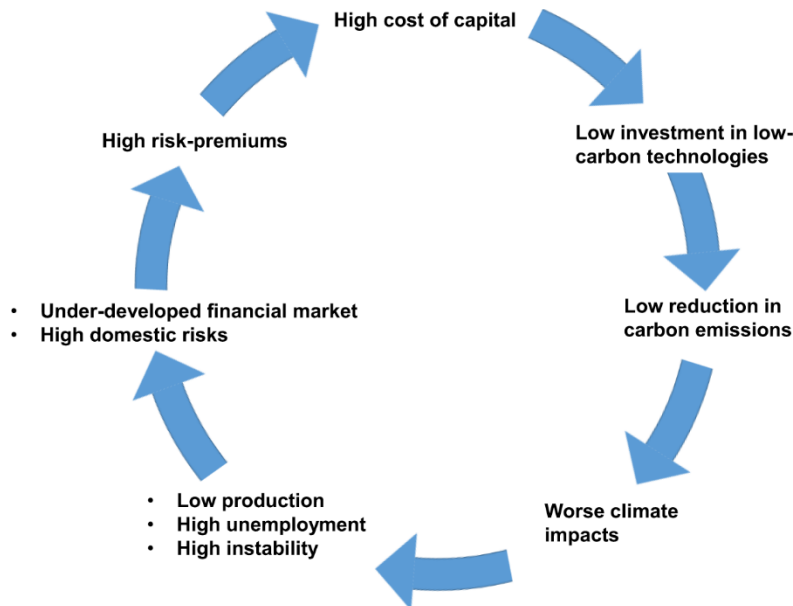 High cost of capital
Low investment in low-
carbon technologies
Low reduction in
carbon emissions
Worse climate
impacts
• Low production
• High unemployment
• High instability
• Under-developed financial market
• High domestic risks
High risk-premiums